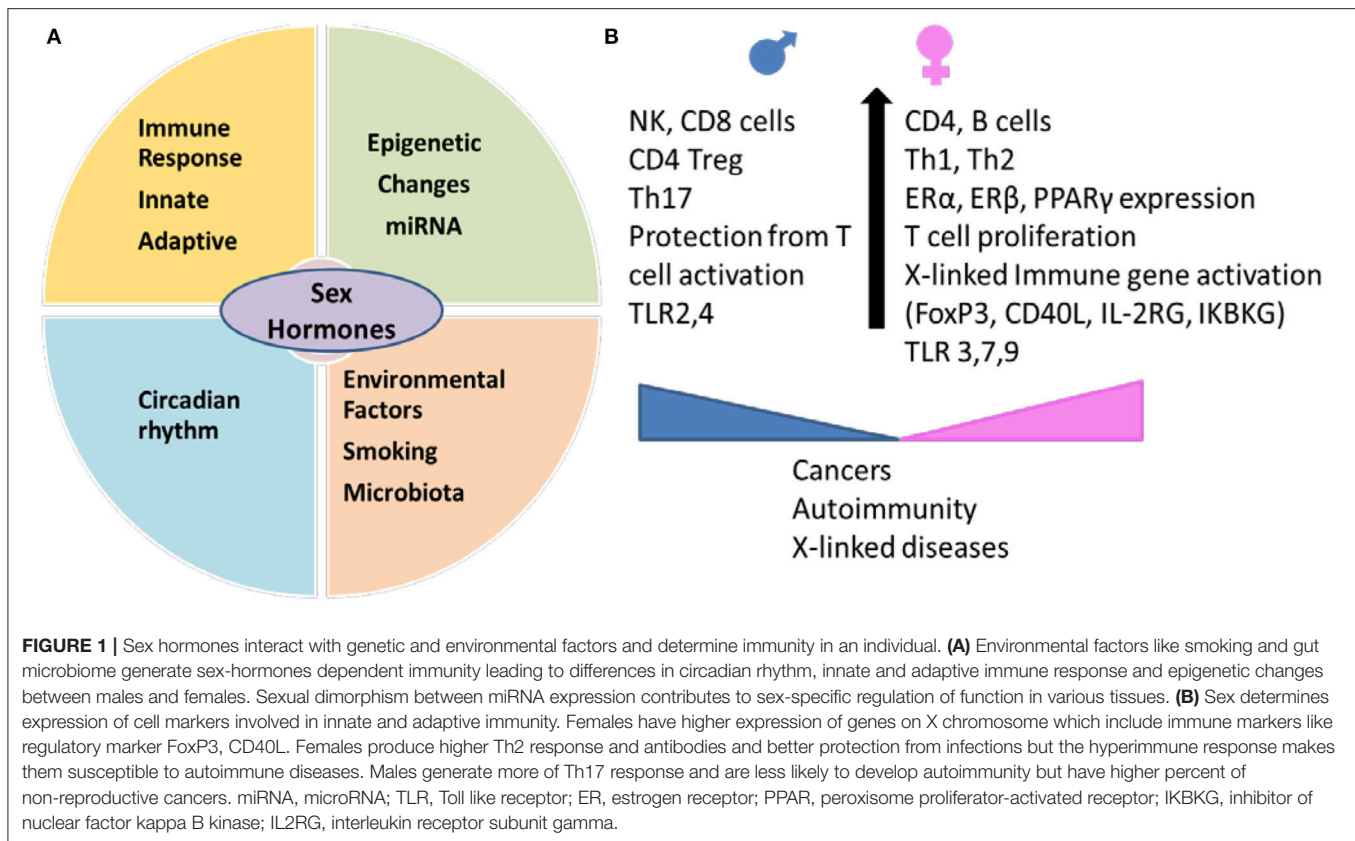 A
Immune
Response
Innate
Adaptive
Epigenetic
Changes
miRNA
Sex
Hormones
Circadian
rhythm
Environmental
Factors
Smoking
Microbiota
B
NK, CD8 cells
CD4 Treg
Th17
Protection from T
cell activation
TLR2,4
CD4, B cells
Th1, Th2
ERα, ERβ, PPARγ expression
T cell proliferation
X-linked Immune gene activation
(FoxP3, CD40L, IL-2RG, IKBKG)
TLR 3,7,9
Cancers
Autoimmunity
X-linked diseases
FIGURE 1 | Sex hormones interact with genetic and environmental factors and determine immunity in an individual. (A) Environmental factors like smoking and gut
microbiome generate sex-hormones dependent immunity leading to differences in circadian rhythm, innate and adaptive immune response and epigenetic changes
between males and females. Sexual dimorphism between miRNA expression contributes to sex-specific regulation of function in various tissues. (B) Sex determines
expression of cell markers involved in innate and adaptive immunity. Females have higher expression of genes on X chromosome which include immune markers like
regulatory marker FoxP3, CD40L. Females produce higher Th2 response and antibodies and better protection from infections but the hyperimmune response makes
them susceptible to autoimmune diseases. Males generate more of Th17 response and are less likely to develop autoimmunity but have higher percent of
non-reproductive cancers. miRNA, microRNA; TLR, Toll like receptor; ER, estrogen receptor; PPAR, peroxisome proliferator-activated receptor; IKBKG, inhibitor of
nuclear factor kappa B kinase; IL2RG, interleukin receptor subunit gamma.